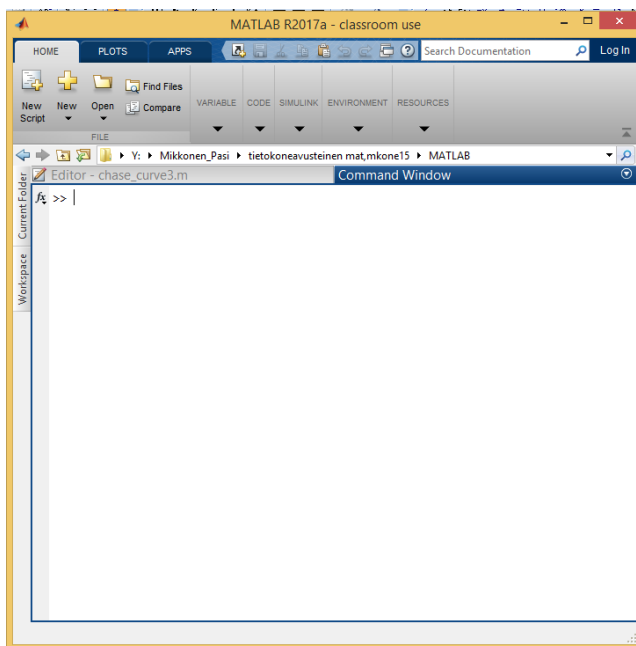 MATLAB R2017a - classroom use
HOME PLOTS APPS Search Documentation Log In
New Script New Open Find Files Compare VARIABLE CODE SIMULINK ENVIRONMENT RESOURCES
FILE
Y: Mikkonen_Pasi tietokoneavusteinen mat,mkone15 MATLAB
Editor - chase_curve3.m Command Window
Current Folder
Workspace
fx >>